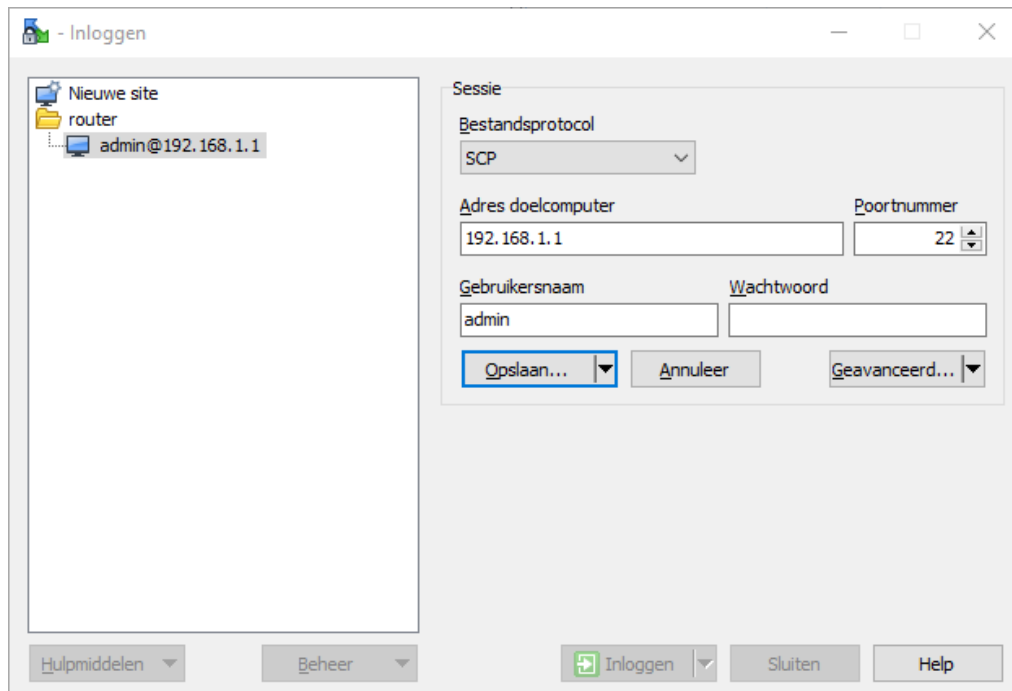 - Inloggen
Nieuwe site
router
admin@192.168.1.1
Sessie
Bestandsprotocol
SCP
Adres doelcomputer
Poortnummer
192.168.1.1
22
Gebruikersnaam
Wachtwoord
admin
Opslaan...
Annuleer
Geavanceerd...
Hulpmiddelen
Beheer
Inloggen
Sluiten
Help